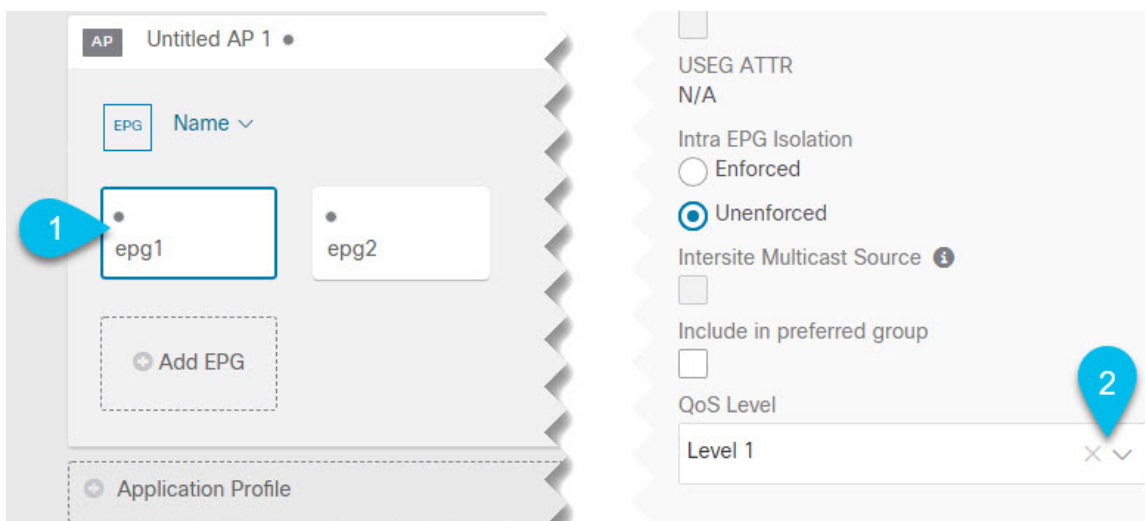 AP Untitled AP 1
EPG Name
1
epg1
epg2
Add EPG
Application Profile
USEG ATTR
N/A
Intra EPG Isolation
Enforced
Unenforced
Intersite Multicast Source i
Include in preferred group
2
QoS Level
Level 1